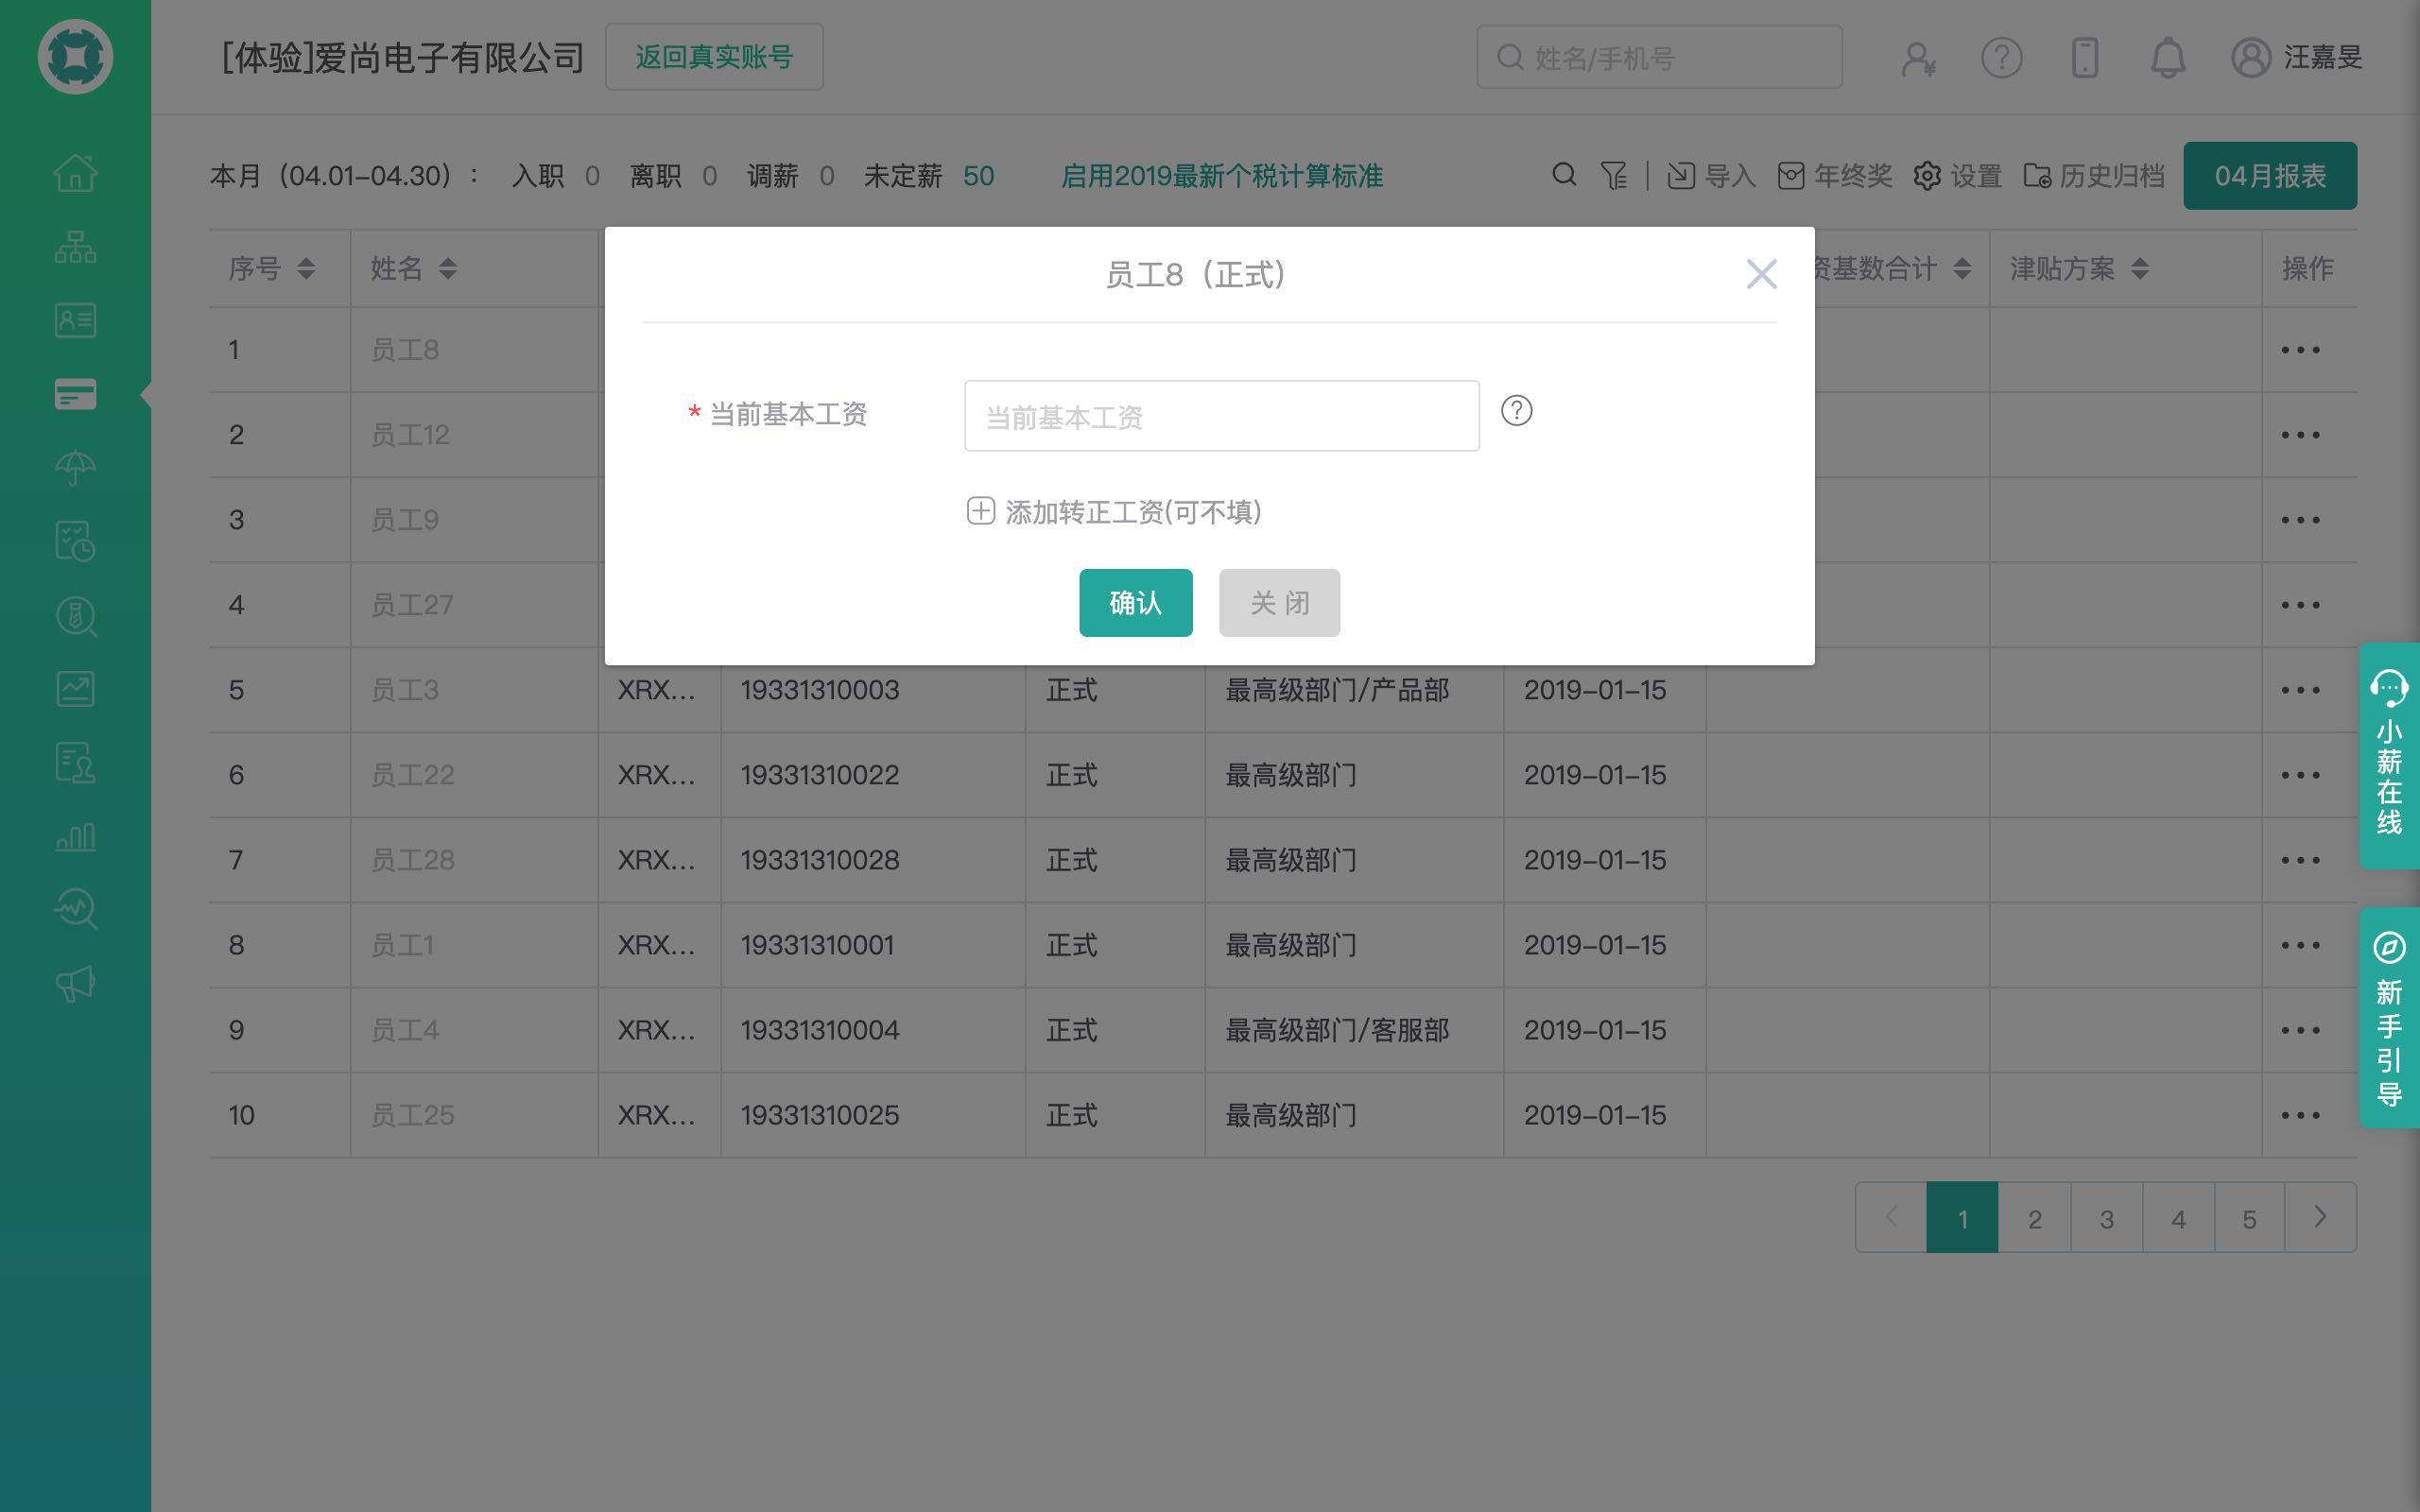 [体验]爱尚电子有限公司 返回真实账号 姓名/手机号 汪嘉旻
本月（04.01-04.30）： 入职 0 离职 0 调薪 0 未定薪 50 启用2019最新个税计算标准 导入 年终奖 设置 历史归档 04月报表
序号 姓名 资基数合计 津贴方案 操作
员工8（正式）
* 当前基本工资 当前基本工资
添加转正工资(可不填)
确认 关 闭
1 员工8
2 员工12
3 员工9
4 员工27
5 员工3 XRX... 19331310003 正式 最高级部门/产品部 2019-01-15
6 员工22 XRX... 19331310022 正式 最高级部门 2019-01-15
7 员工28 XRX... 19331310028 正式 最高级部门 2019-01-15
8 员工1 XRX... 19331310001 正式 最高级部门 2019-01-15
9 员工4 XRX... 19331310004 正式 最高级部门/客服部 2019-01-15
10 员工25 XRX... 19331310025 正式 最高级部门 2019-01-15
小薪在线
新手引导
1 2 3 4 5